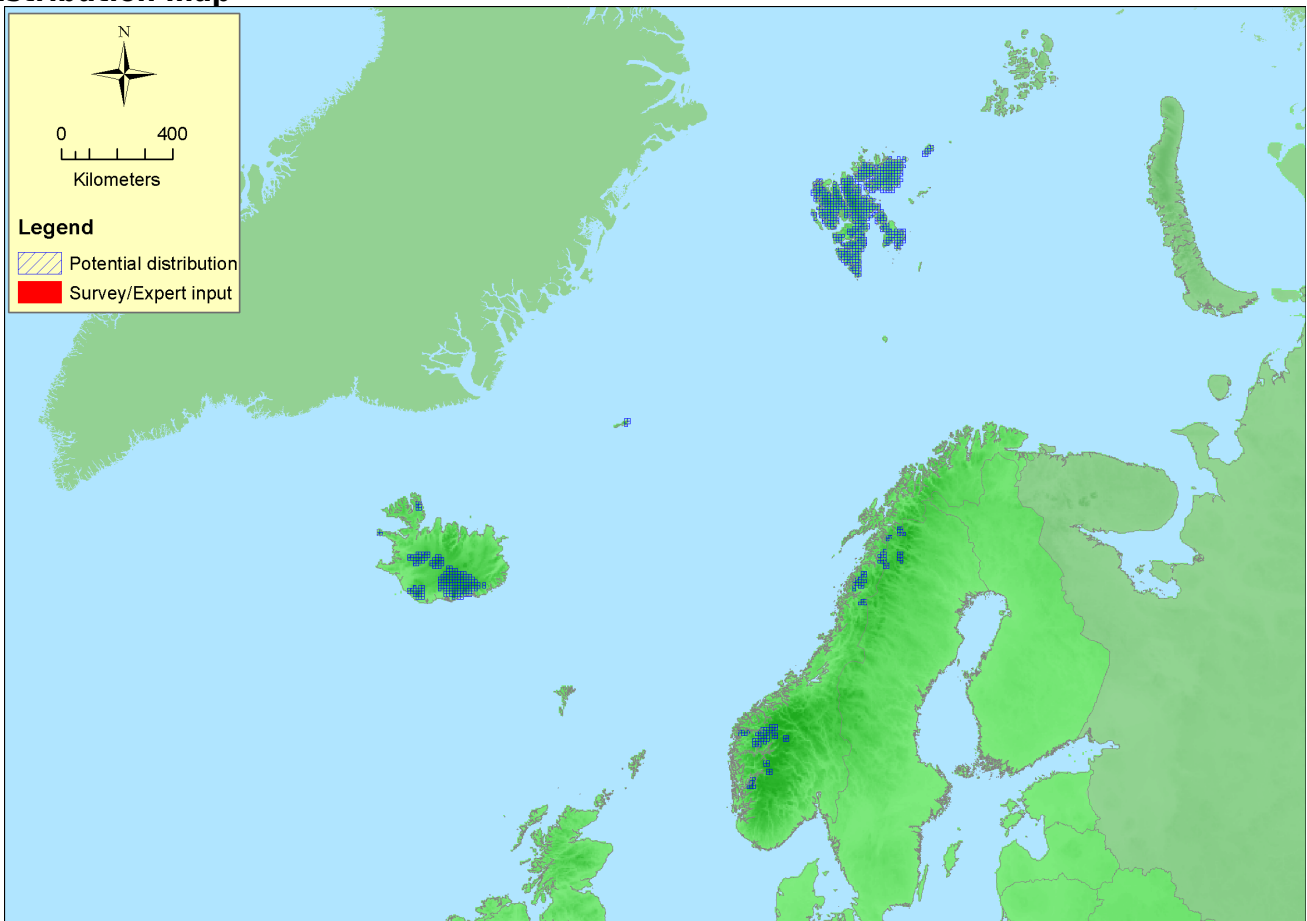 N
0 400
Kilometers
Legend
Potential distribution
Survey/Expert input